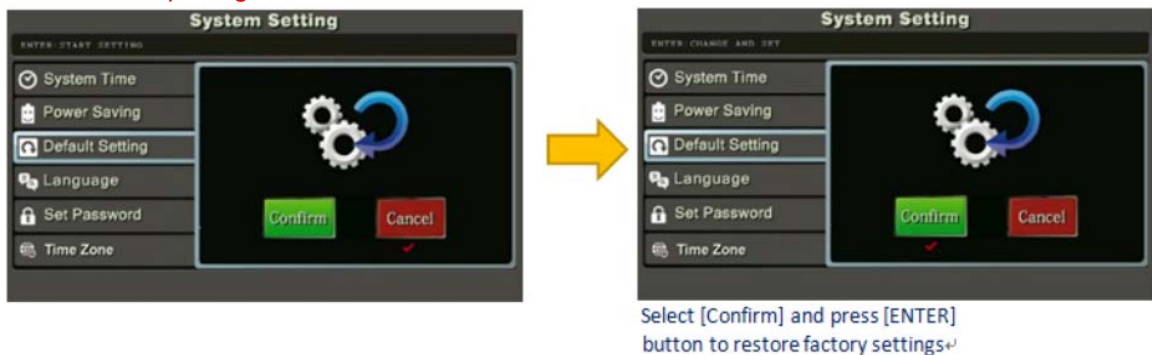 System Setting
ENTER:START SETTING
System Time
Power Saving
Default Setting
Language
Set Password
Time Zone
Confirm
Cancel
System Setting
ENTER:CHANGE AND SET
System Time
Power Saving
Default Setting
Language
Set Password
Time Zone
Confirm
Cancel
Select [Confirm] and press [ENTER]
button to restore factory settings↵